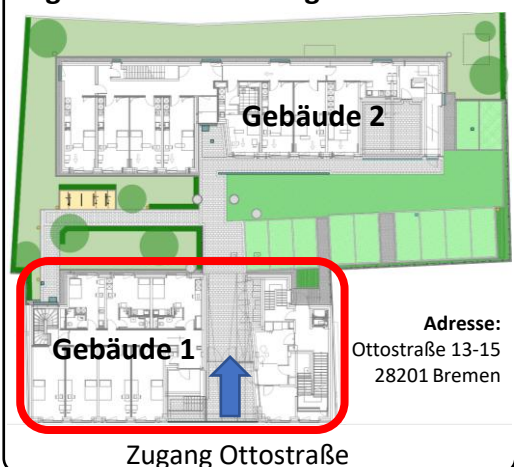 Gebäude 2
Gebäude 1
Adresse:
Ottostraße 13-15
28201 Bremen
Zugang Ottostraße